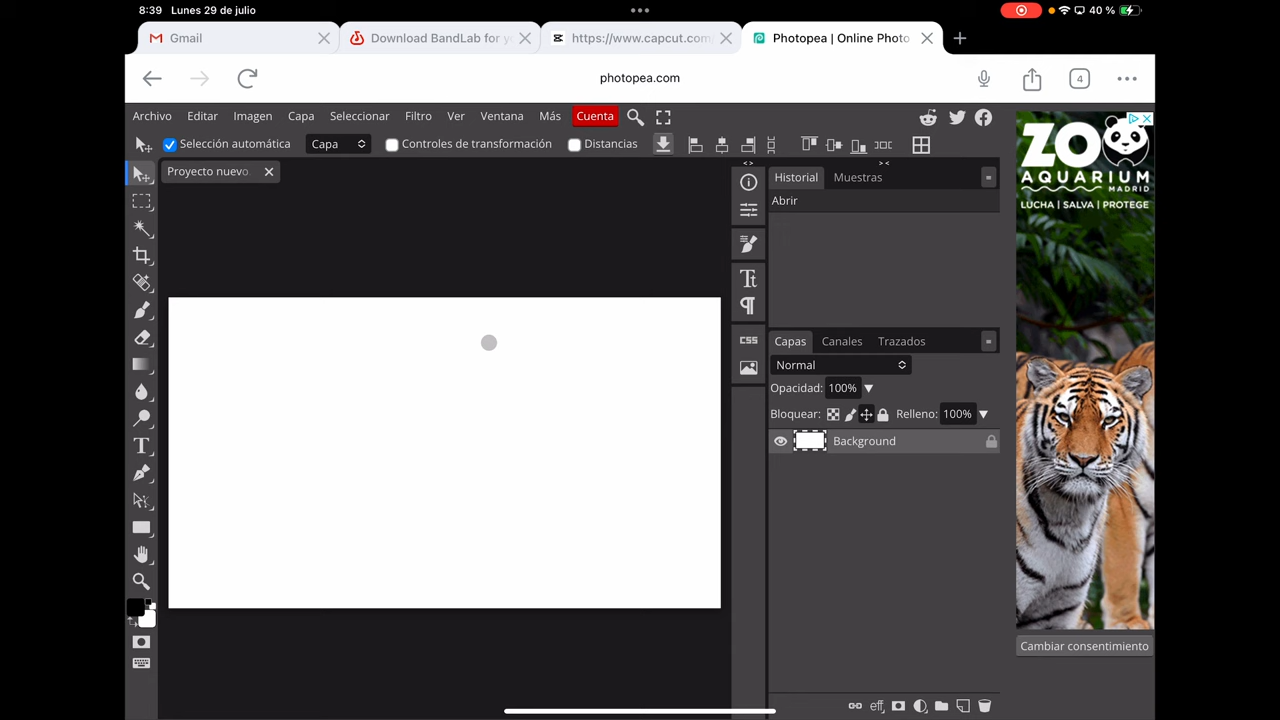 8:39 Lunes 29 de julio
40 %
Gmail
Download BandLab for yo
https://www.capcut.com
Photopea | Online Photo
photopea.com
4
Archivo Editar Imagen Capa Seleccionar Filtro Ver Ventana Más Cuenta
Selección automática Capa Controles de transformación Distancias
Proyecto nuevo
Historial Muestras
Abrir
CSS
Capas Canales Trazados
Normal
Opacidad: 100%
Bloquear: Relleno: 100%
Background
eff
ZOO
AQUARIUM
MADRID
LUCHA | SALVA | PROTEGE
Cambiar consentimiento